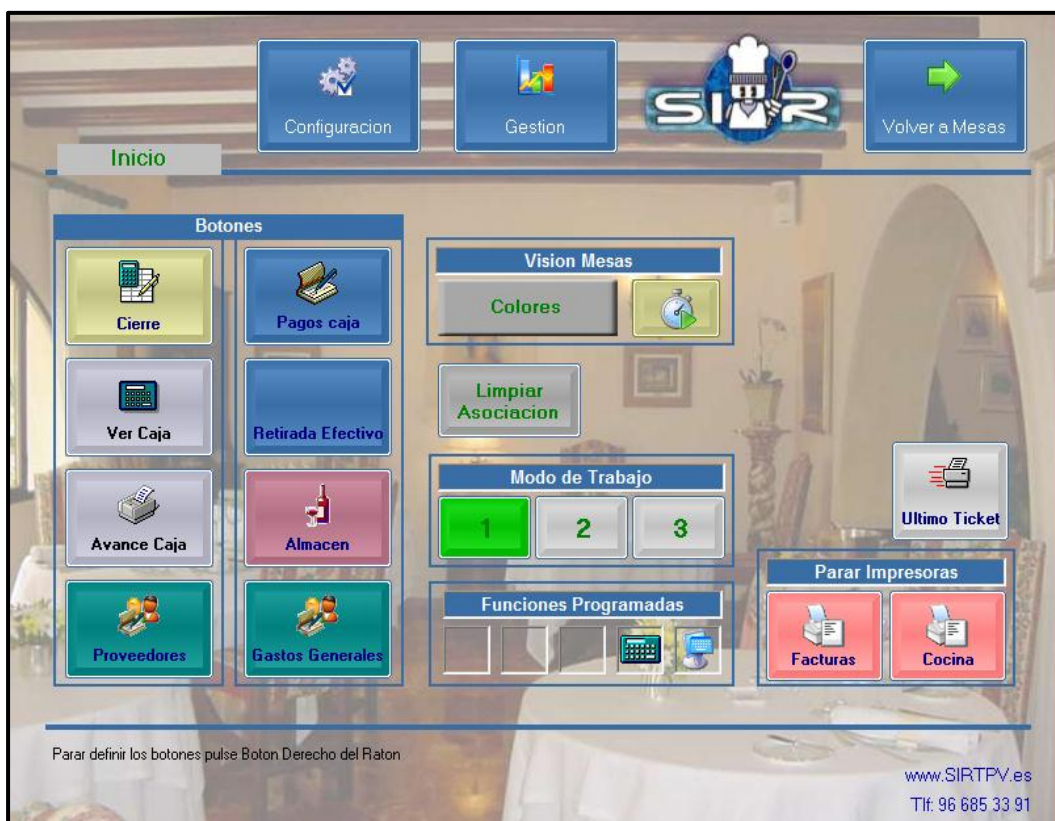 Configuracion
Gestion
SIR
Volver a Mesas
Inicio
Botones
Cierre
Pagos caja
Ver Caja
Retirada Efectivo
Avance Caja
Almacen
Proveedores
Gastos Generales
Vision Mesas
Colores
Limpiar
Asociacion
Modo de Trabajo
1 2 3
Funciones Programadas
Ultimo Ticket
Parar Impresoras
Facturas
Cocina
Parar definir los botones pulse Boton Derecho del Raton
www.SIRTPV.es
Tlf: 96 685 33 91